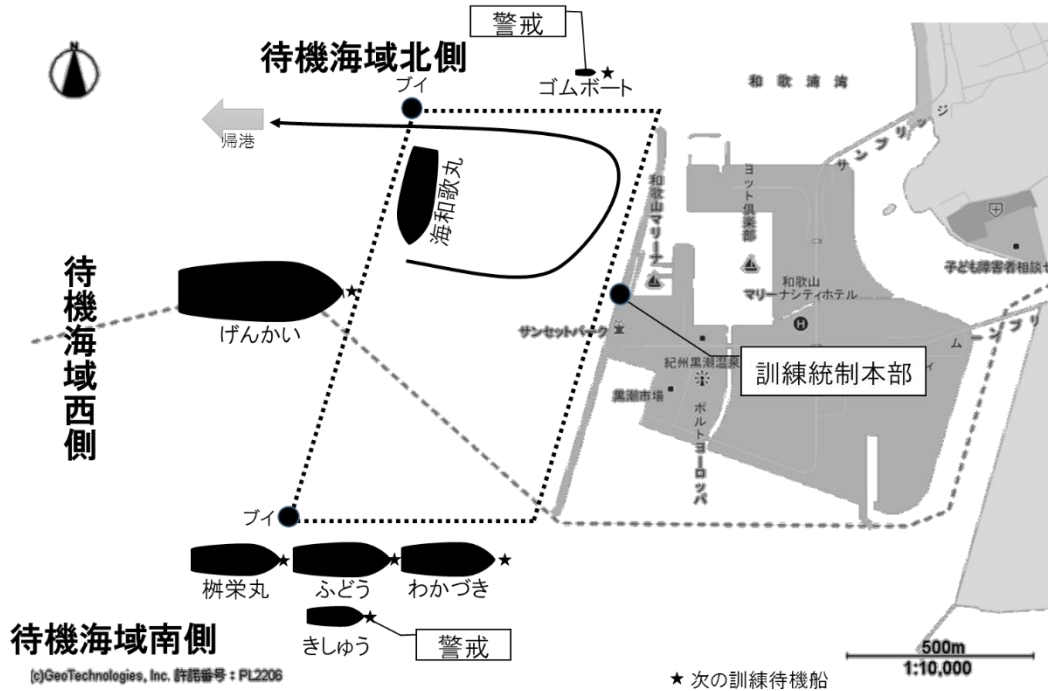 警戒
待機海域北側
N
ブイ
ゴムボート
和歌浦湾
サンブリッジ
帰港
海和歌丸
和歌山マリーナ
ヨット倶楽部
子ども障害者相談セ
待機海域西側
げんかい
和歌山
マリーナシティホテル
H
サンセットパーク
紀州黒潮温泉
訓練統制本部
黒潮市場
ポルトヨーロッパ
ブイ
桝栄丸
ふどう
わかづき
きしゅう
警戒
待機海域南側
(c)GeoTechnologies, Inc. 許諾番号：PL2206
500m
1:10,000
★ 次の訓練待機船